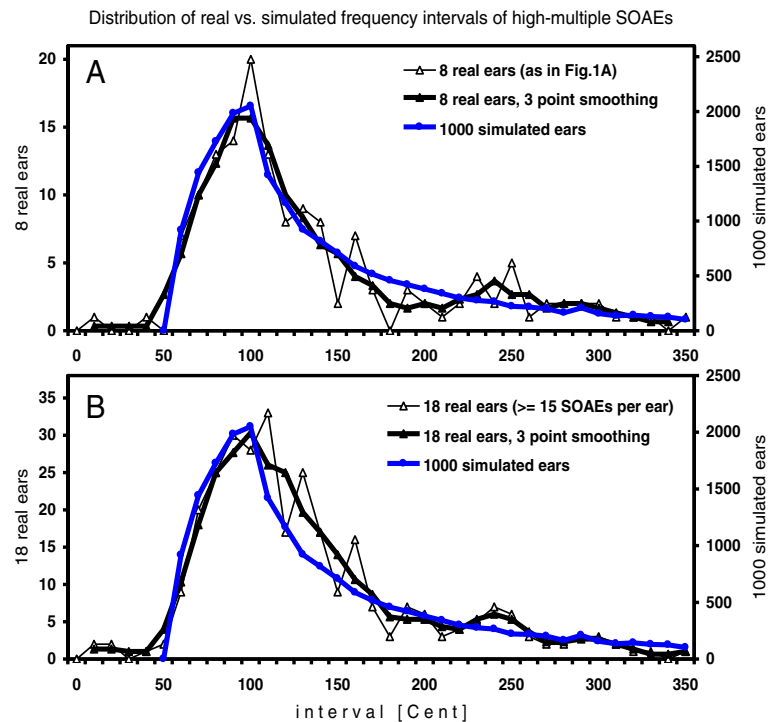 Distribution of real vs. simulated frequency intervals of high-multiple SOAEs
A
8 real ears (as in Fig.1A)
8 real ears, 3 point smoothing
1000 simulated ears
8 real ears
20
15
10
5
0
1000 simulated ears
2500
2000
1500
1000
500
0
0 50 100 150 200 250 300 350
B
18 real ears (>= 15 SOAEs per ear)
18 real ears, 3 point smoothing
1000 simulated ears
18 real ears
35
30
25
20
15
10
5
0
1000 simulated ears
2500
2000
1500
1000
500
0
0 50 100 150 200 250 300 350
interval [Cent]